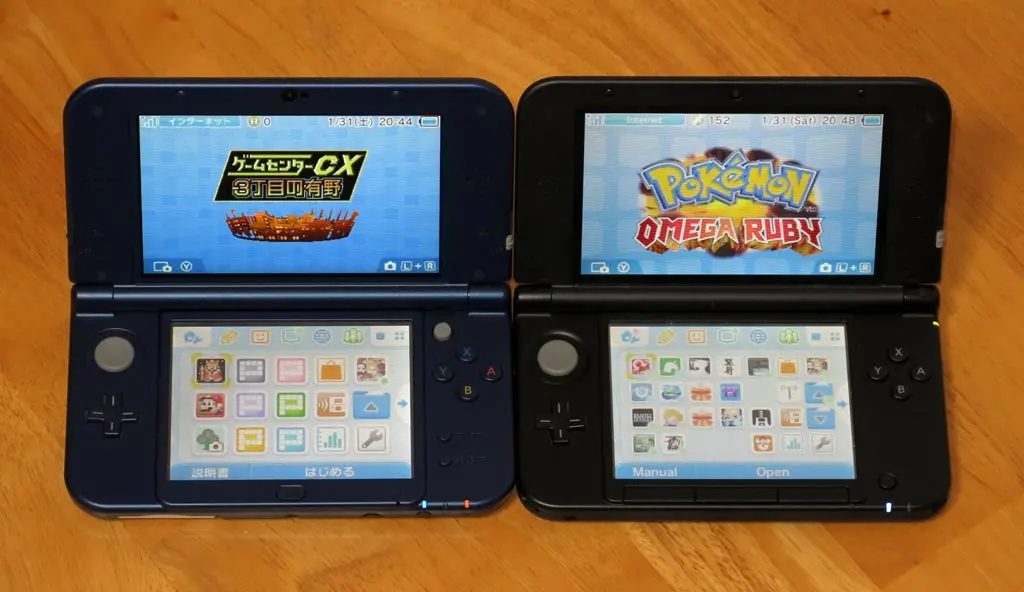 インターネット 0 1/31(土) 20:44
ゲームセンターCX
3丁目の有野
Y L+R
X
Y A
B
説明書 はじめる
Internet 152 1/31(Sat) 20:48
POKéMON
OMEGA RUBY
Y L+R
X
Y A
B
Manual Open